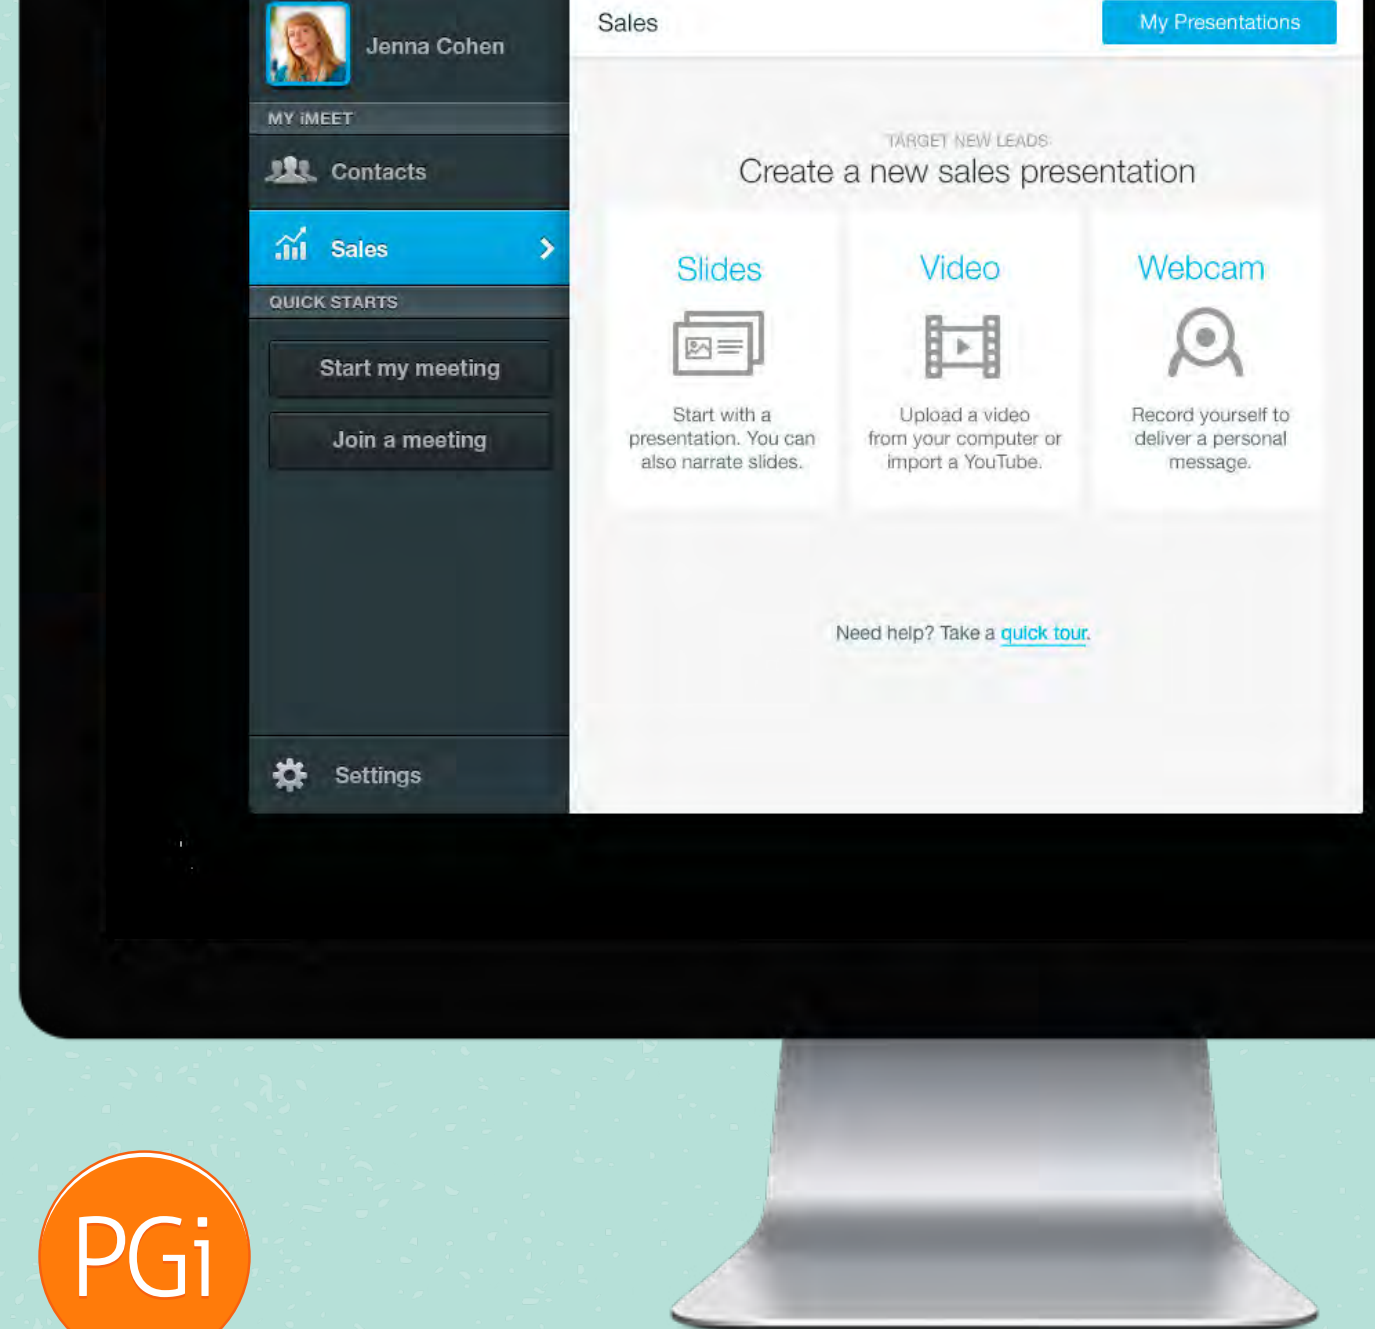 Jenna Cohen
MY iMEET
Contacts
Sales
QUICK STARTS
Start my meeting
Join a meeting
Settings
Sales
My Presentations
TARGET NEW LEADS:
Create a new sales presentation
Slides
Start with a
presentation. You can
also narrate slides.
Video
Upload a video
from your computer or
import a YouTube.
Webcam
Record yourself to
deliver a personal
message.
Need help? Take a quick tour.
PGi